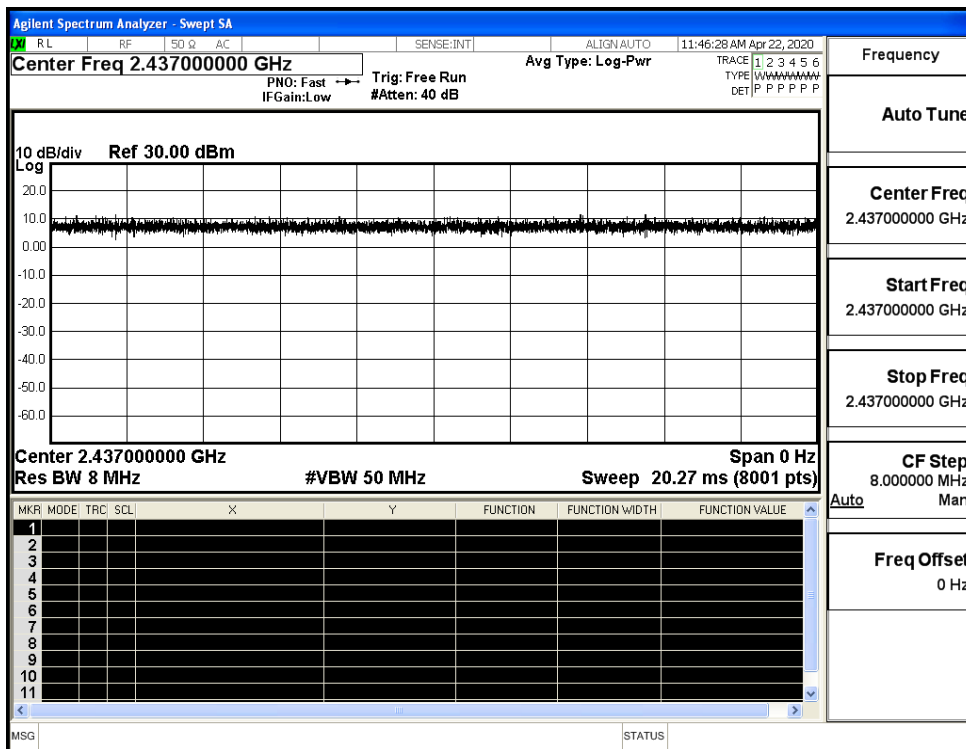 Agilent Spectrum Analyzer - Swept SA
LXI RL RF 50 Ω AC SENSE:INT ALIGN AUTO 11:46:28 AM Apr 22, 2020
Center Freq 2.437000000 GHz
PNO: Fast
IFGain:Low
Trig: Free Run
#Atten: 40 dB
Avg Type: Log-Pwr
TRACE 1 2 3 4 5 6
TYPE WWWWWW
DET P P P P P P
10 dB/div Ref 30.00 dBm
Log
20.0
10.0
0.00
-10.0
-20.0
-30.0
-40.0
-50.0
-60.0
Center 2.437000000 GHz Span 0 Hz
Res BW 8 MHz #VBW 50 MHz Sweep 20.27 ms (8001 pts)
MKR MODE TRC SCL X Y FUNCTION FUNCTION WIDTH FUNCTION VALUE
1
2
3
4
5
6
7
8
9
10
11
MSG STATUS
Frequency
Auto Tune
Center Freq
2.437000000 GHz
Start Freq
2.437000000 GHz
Stop Freq
2.437000000 GHz
CF Step
8.000000 MHz
Auto Man
Freq Offset
0 Hz